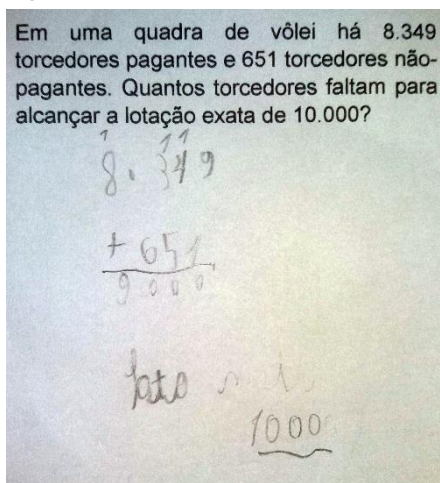 Em uma quadra de vôlei há 8.349
torcedores pagantes e 651 torcedores não-
pagantes. Quantos torcedores faltam para
alcançar a lotação exata de 10.000?
1 11
8.349
+ 651
9000
1000